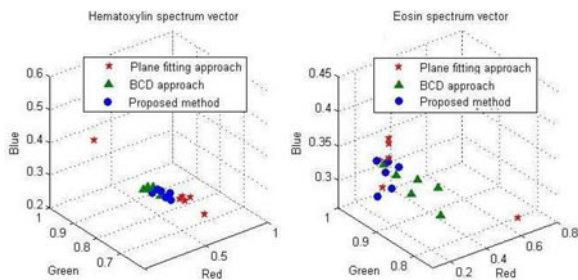 Hematoxylin spectrum vector
Plane fitting approach
BCD approach
Proposed method
0.6
0.5
0.4
0.3
0.2
Blue
1
0.9
0.8
0.7
Green
0.5
1
Red
Eosin spectrum vector
Plane fitting approach
BCD approach
Proposed method
0.45
0.4
0.35
0.3
Blue
1
0.9
0.8
Green
0.2
0.4
0.6
0.8
Red